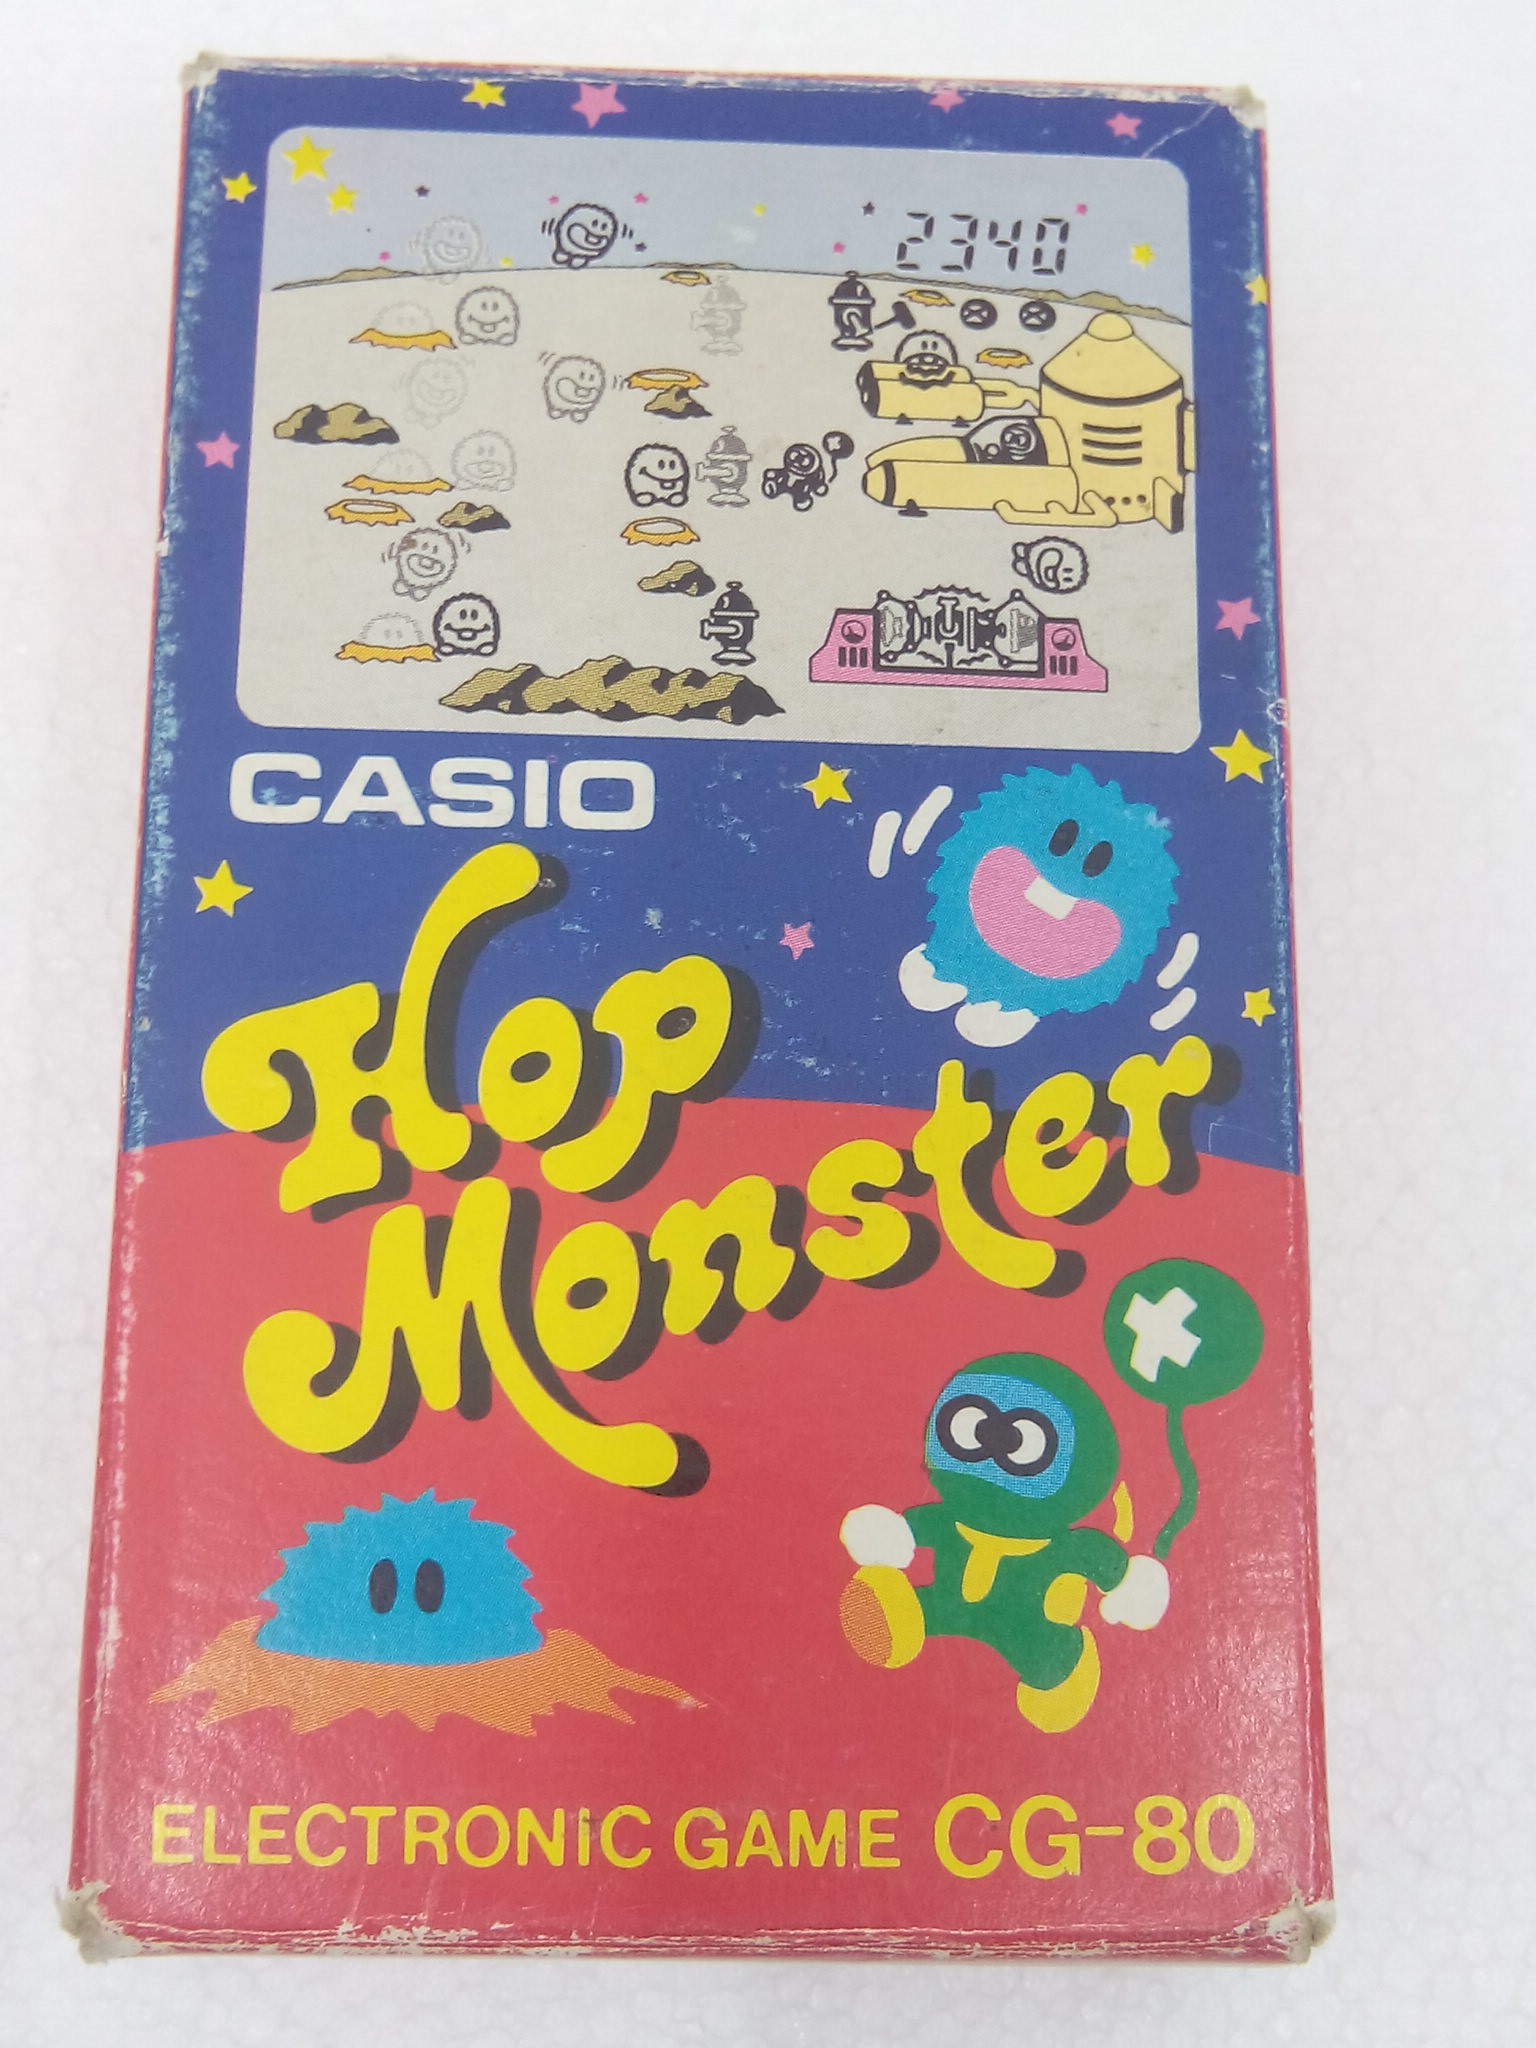 2340
CASIO
Hop
Monster
ELECTRONIC GAME CG-80